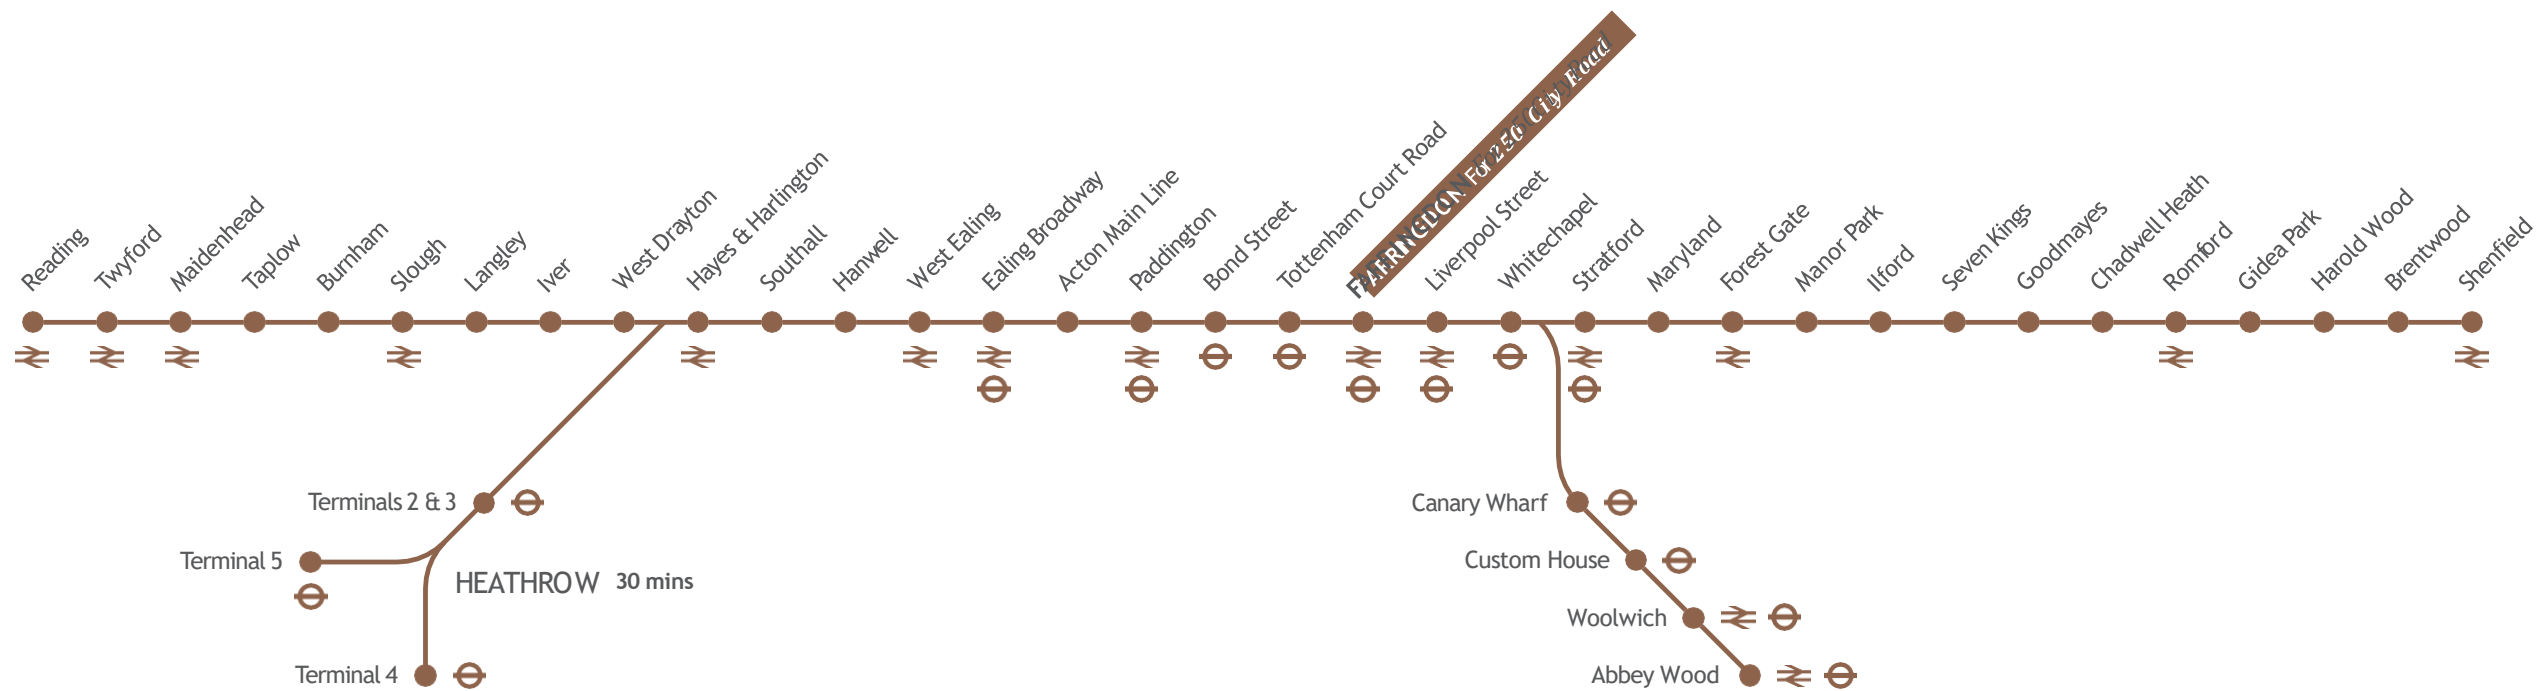 Reading
Twyford
Maidenhead
Taplow
Burnham
Slough
Langley
Iver
West Drayton
Hayes & Harlington
Southall
Hanwell
West Ealing
Ealing Broadway
Acton Main Line
Paddington
Bond Street
Tottenham Court Road
FARRINGDON For 250 City Road
Liverpool Street
Whitechapel
Stratford
Maryland
Forest Gate
Manor Park
Ilford
Seven Kings
Goodmayes
Chadwell Heath
Romford
Gidea Park
Harold Wood
Brentwood
Shenfield
Terminals 2 & 3
Terminal 5
HEATHROW 30 mins
Terminal 4
Canary Wharf
Custom House
Woolwich
Abbey Wood